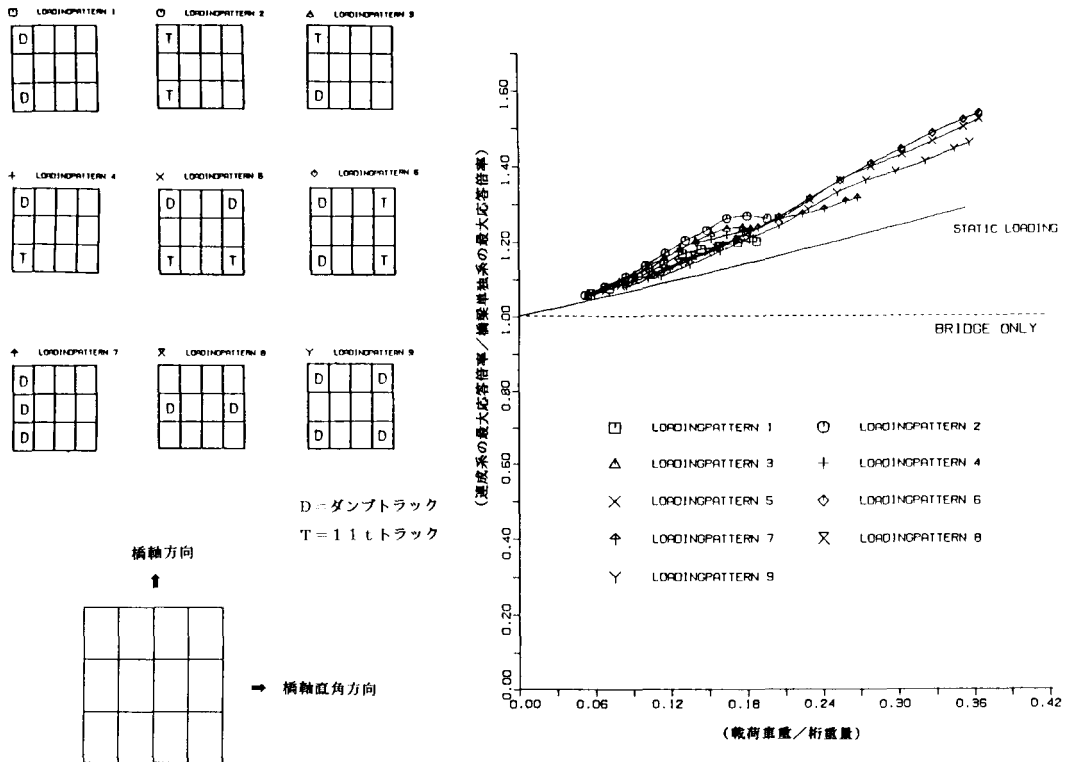 LOADINGPATTERN 1
LOADINGPATTERN 2
LOADINGPATTERN 3
D
D
T
T
T
D
LOADINGPATTERN 4
LOADINGPATTERN 5
LOADINGPATTERN 6
D
T
D D
T T
D T
D T
LOADINGPATTERN 7
LOADINGPATTERN 8
LOADINGPATTERN 9
D
D
D
D D
D D
D D
D=ダンプトラック
T=11tトラック
橋軸方向
橋軸直角方向
(連成系の最大応答倍率/橋梁単独系の最大応答倍率)
1.60
1.40
1.20
1.00
0.80
0.60
0.40
0.20
0.00
STATIC LOADING
BRIDGE ONLY
LOADINGPATTERN 1
LOADINGPATTERN 2
LOADINGPATTERN 3
LOADINGPATTERN 4
LOADINGPATTERN 5
LOADINGPATTERN 6
LOADINGPATTERN 7
LOADINGPATTERN 8
LOADINGPATTERN 9
0.00 0.06 0.12 0.18 0.24 0.30 0.36 0.42
(載荷車重/桁重量)